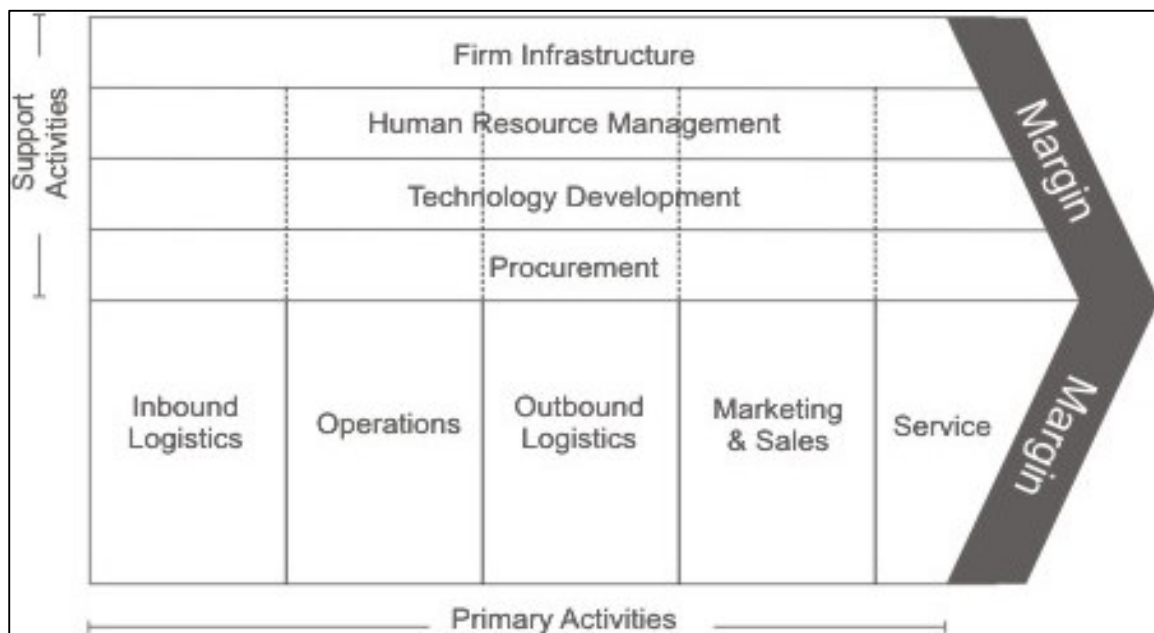 Support
Activities
Firm Infrastructure
Human Resource Management
Technology Development
Procurement
Margin
Inbound
Logistics
Operations
Outbound
Logistics
Marketing
& Sales
Service
Margin
Primary Activities